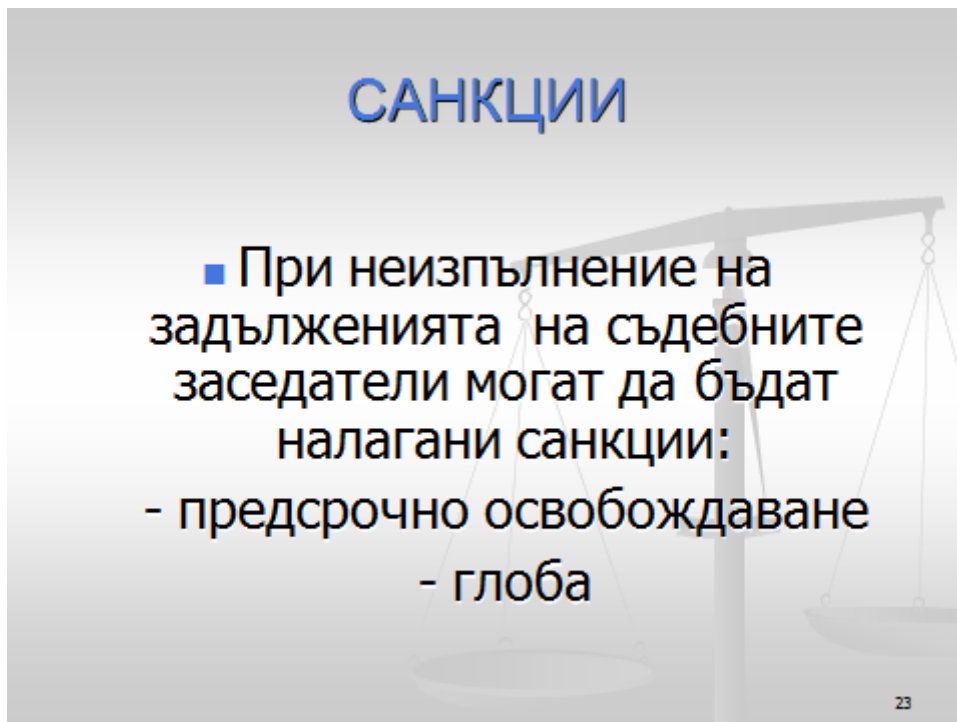 САНКЦИИ
При неизпълнение на
задълженията на съдебните
заседатели могат да бъдат
налагани санкции:
- предсрочно освобождаване
- глоба
23